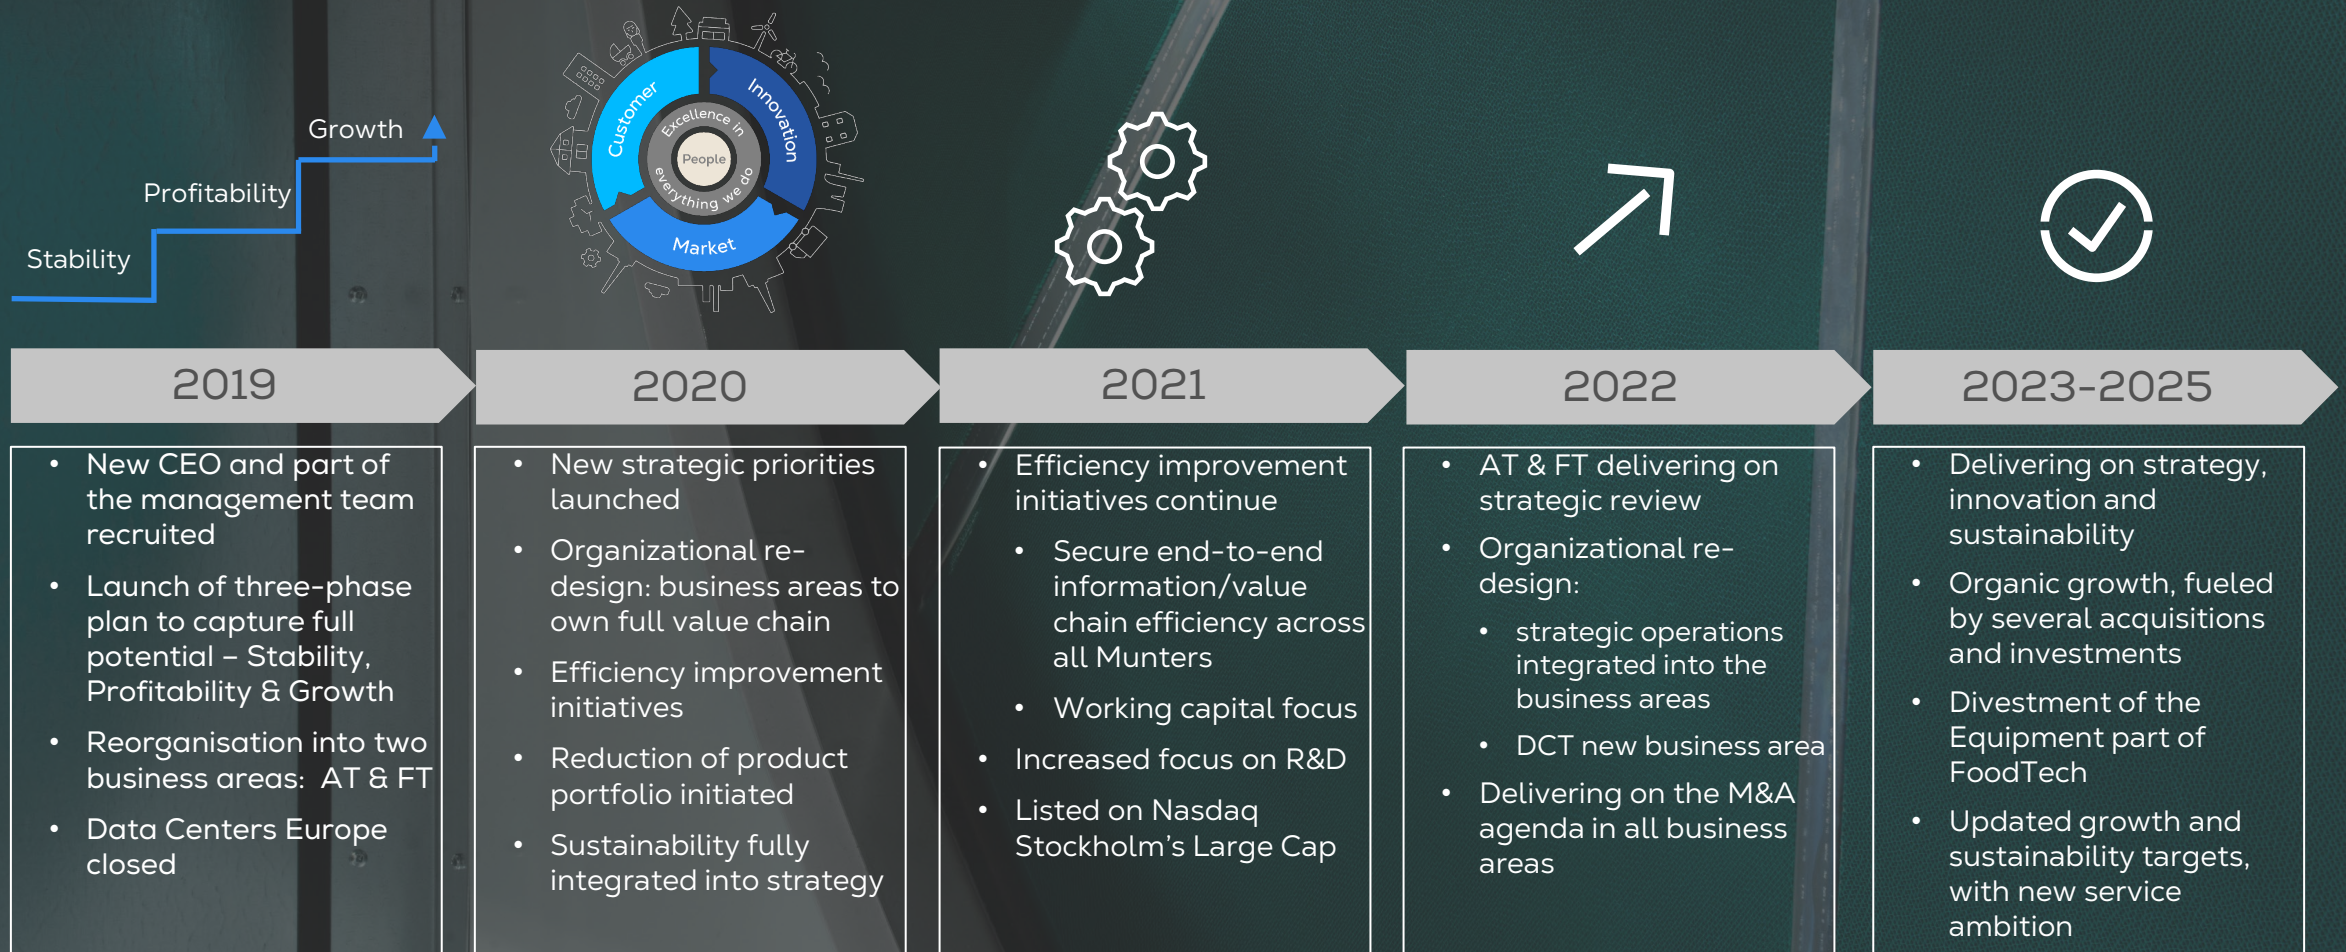 Growth
Profitability
Stability
Customer
Innovation
Market
Excellence in
everything we do
People
2019
• New CEO and part of
the management team
recruited
• Launch of three-phase
plan to capture full
potential – Stability,
Profitability & Growth
• Reorganisation into two
business areas: AT & FT
• Data Centers Europe
closed
2020
• New strategic priorities
launched
• Organizational re-
design: business areas to
own full value chain
• Efficiency improvement
initiatives
• Reduction of product
portfolio initiated
• Sustainability fully
integrated into strategy
2021
• Efficiency improvement
initiatives continue
• Secure end-to-end
information/value
chain efficiency across
all Munters
• Working capital focus
• Increased focus on R&D
• Listed on Nasdaq
Stockholm’s Large Cap
2022
• AT & FT delivering on
strategic review
• Organizational re-
design:
• strategic operations
integrated into the
business areas
• DCT new business area
• Delivering on the M&A
agenda in all business
areas
2023-2025
• Delivering on strategy,
innovation and
sustainability
• Organic growth, fueled
by several acquisitions
and investments
• Divestment of the
Equipment part of
FoodTech
• Updated growth and
sustainability targets,
with new service
ambition